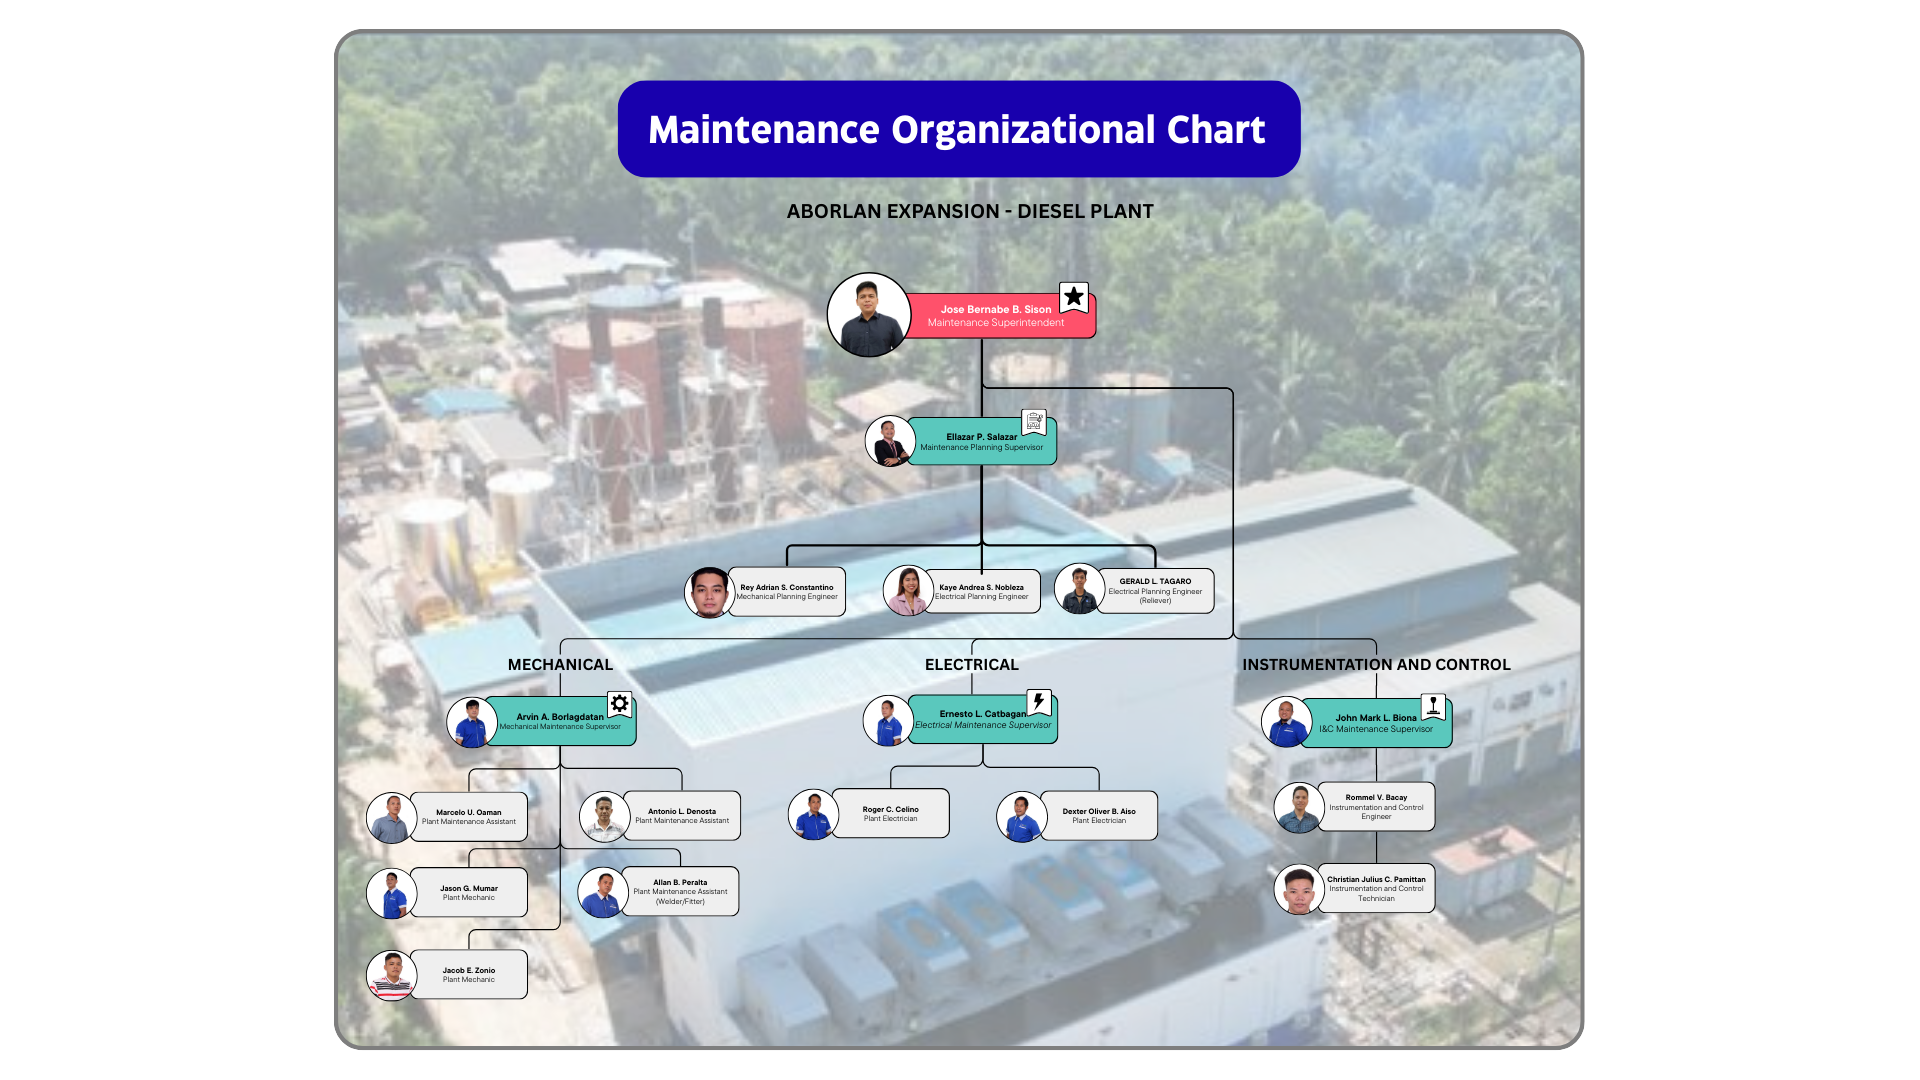 Maintenance Organizational Chart
ABORLAN EXPANSION - DIESEL PLANT
Jose Bernabe B. Sison
Maintenance Superintendent
Ellazar P. Salazar
Maintenance Planning Supervisor
Rey Adrian S. Constantino
Mechanical Planning Engineer
Kaye Andrea S. Nobleza
Electrical Planning Engineer
GERALD L. TAGARO
Electrical Planning Engineer
(Reliever)
MECHANICAL
ELECTRICAL
INSTRUMENTATION AND CONTROL
Arvin A. Borlagdatan
Mechanical Maintenance Supervisor
Ernesto L. Catbagan
Electrical Maintenance Supervisor
John Mark L. Biona
I&C Maintenance Supervisor
Marcelo U. Oaman
Plant Maintenance Assistant
Antonio L. Denosta
Plant Maintenance Assistant
Roger C. Celino
Plant Electrician
Dexter Oliver B. Aiso
Plant Electrician
Rommel V. Bacay
Instrumentation and Control
Engineer
Jason G. Mumar
Plant Mechanic
Allan B. Peralta
Plant Maintenance Assistant
(Welder/Fitter)
Christian Julius C. Pamittan
Instrumentation and Control
Technician
Jacob E. Zonio
Plant Mechanic